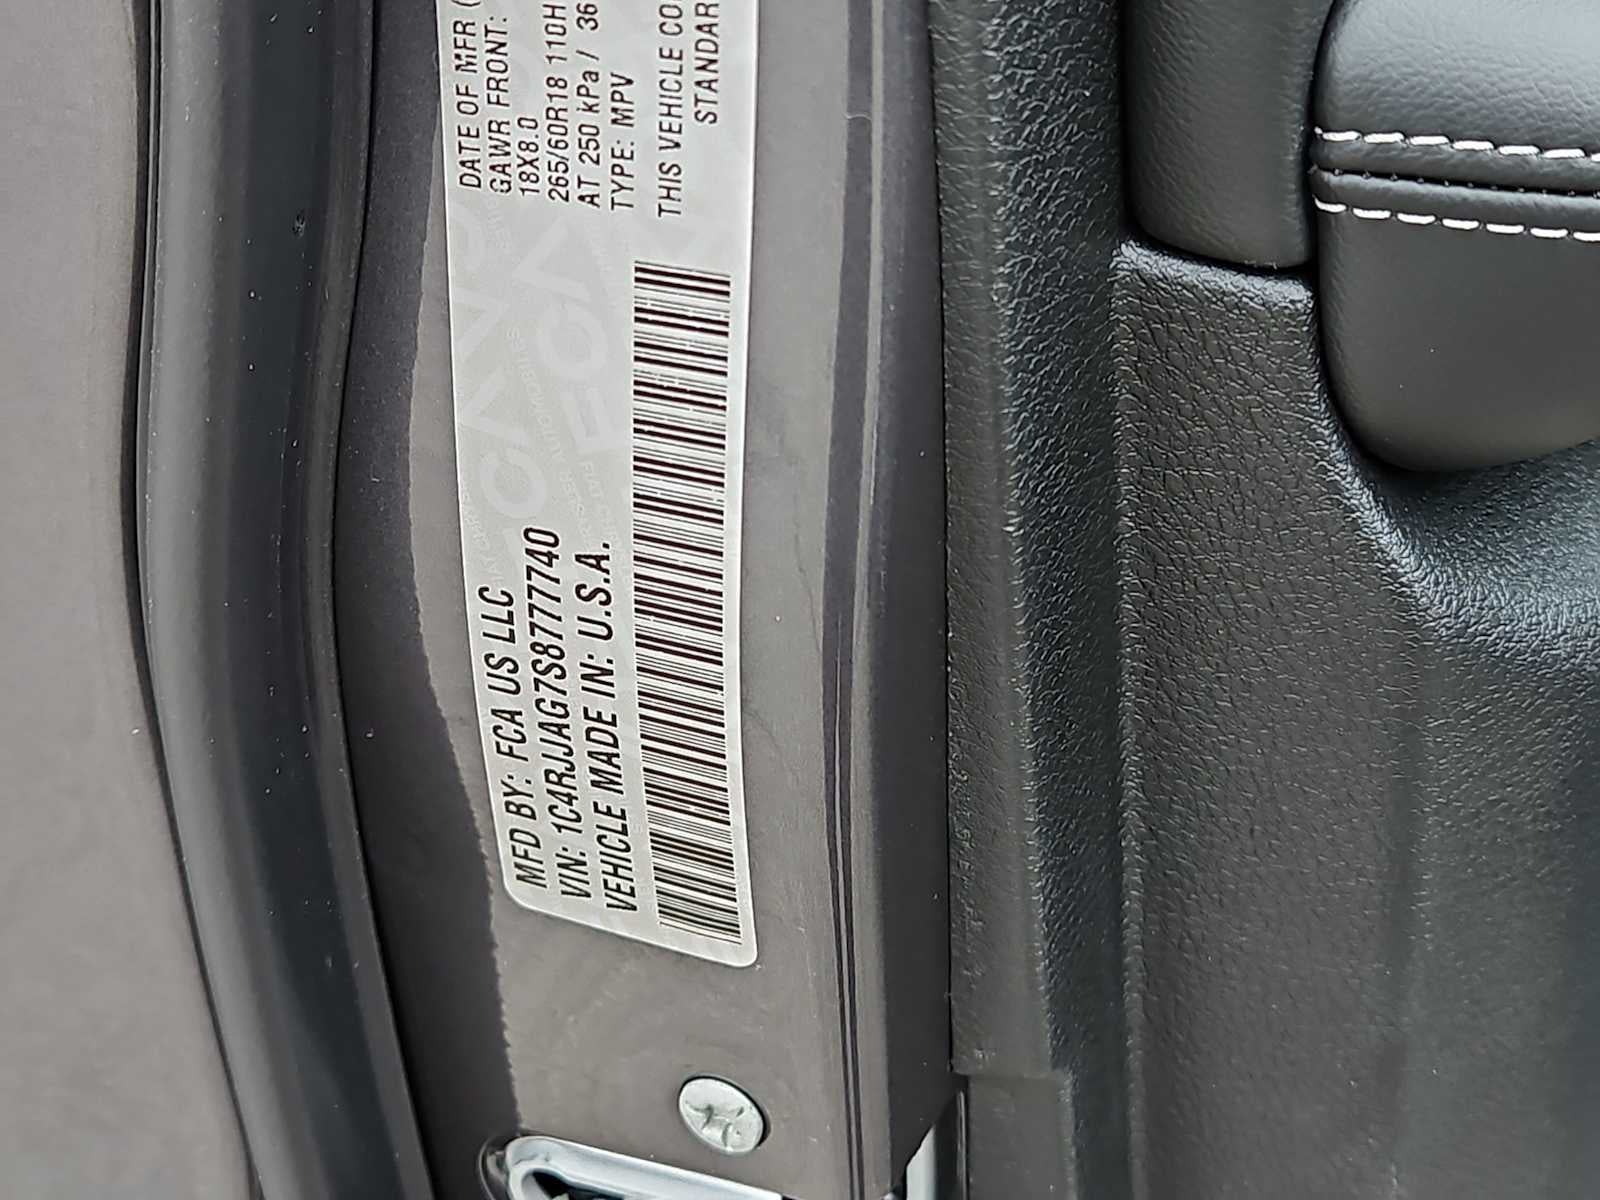 MFD BY: FCA US LLC
VIN: 1C4RJJAG7S8777740
VEHICLE MADE IN: U.S.A.
DATE OF MFR (
GAWR FRONT:
18X8.0
265/60R18 110H
AT 250 kPa / 36
TYPE: MPV
THIS VEHICLE CO
STANDAR